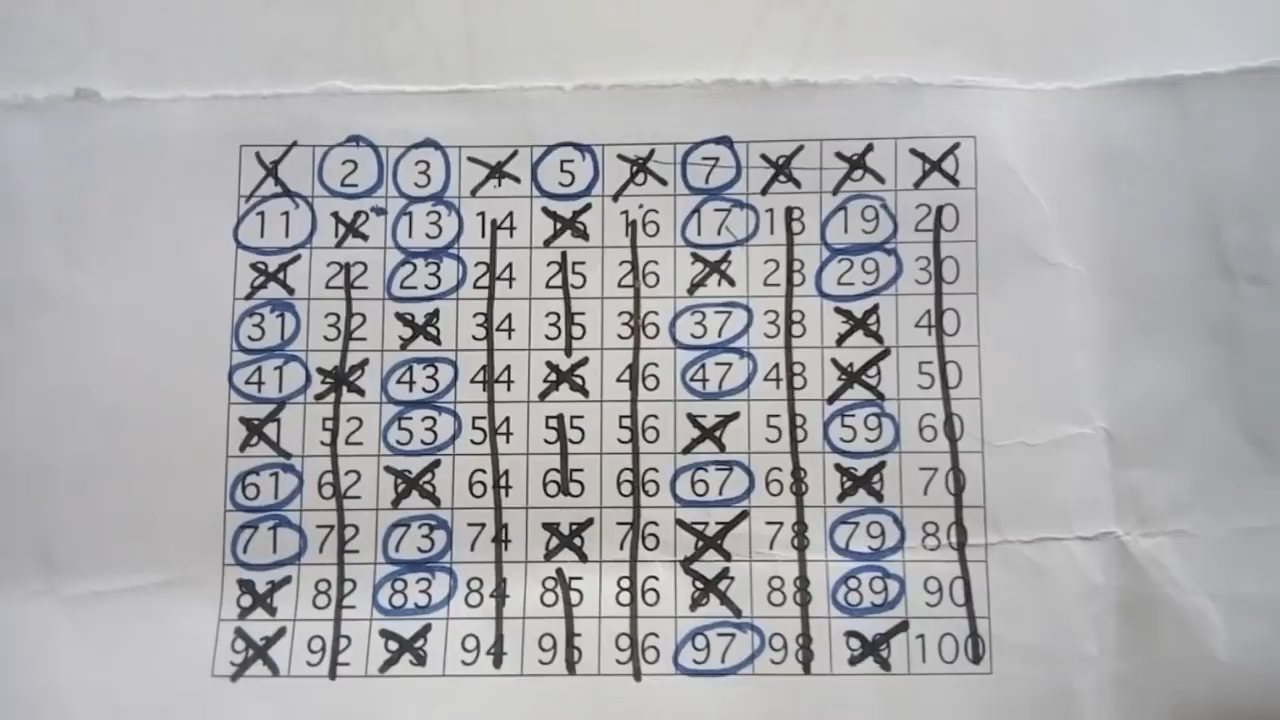 1 2 3 4 5 6 7 8 9 10
11 12 13 14 15 16 17 18 19 20
21 22 23 24 25 26 27 28 29 30
31 32 33 34 35 36 37 38 39 40
41 42 43 44 45 46 47 48 49 50
51 52 53 54 55 56 57 58 59 60
61 62 63 64 65 66 67 68 69 70
71 72 73 74 75 76 77 78 79 80
81 82 83 84 85 86 87 88 89 90
91 92 93 94 95 96 97 98 99 100